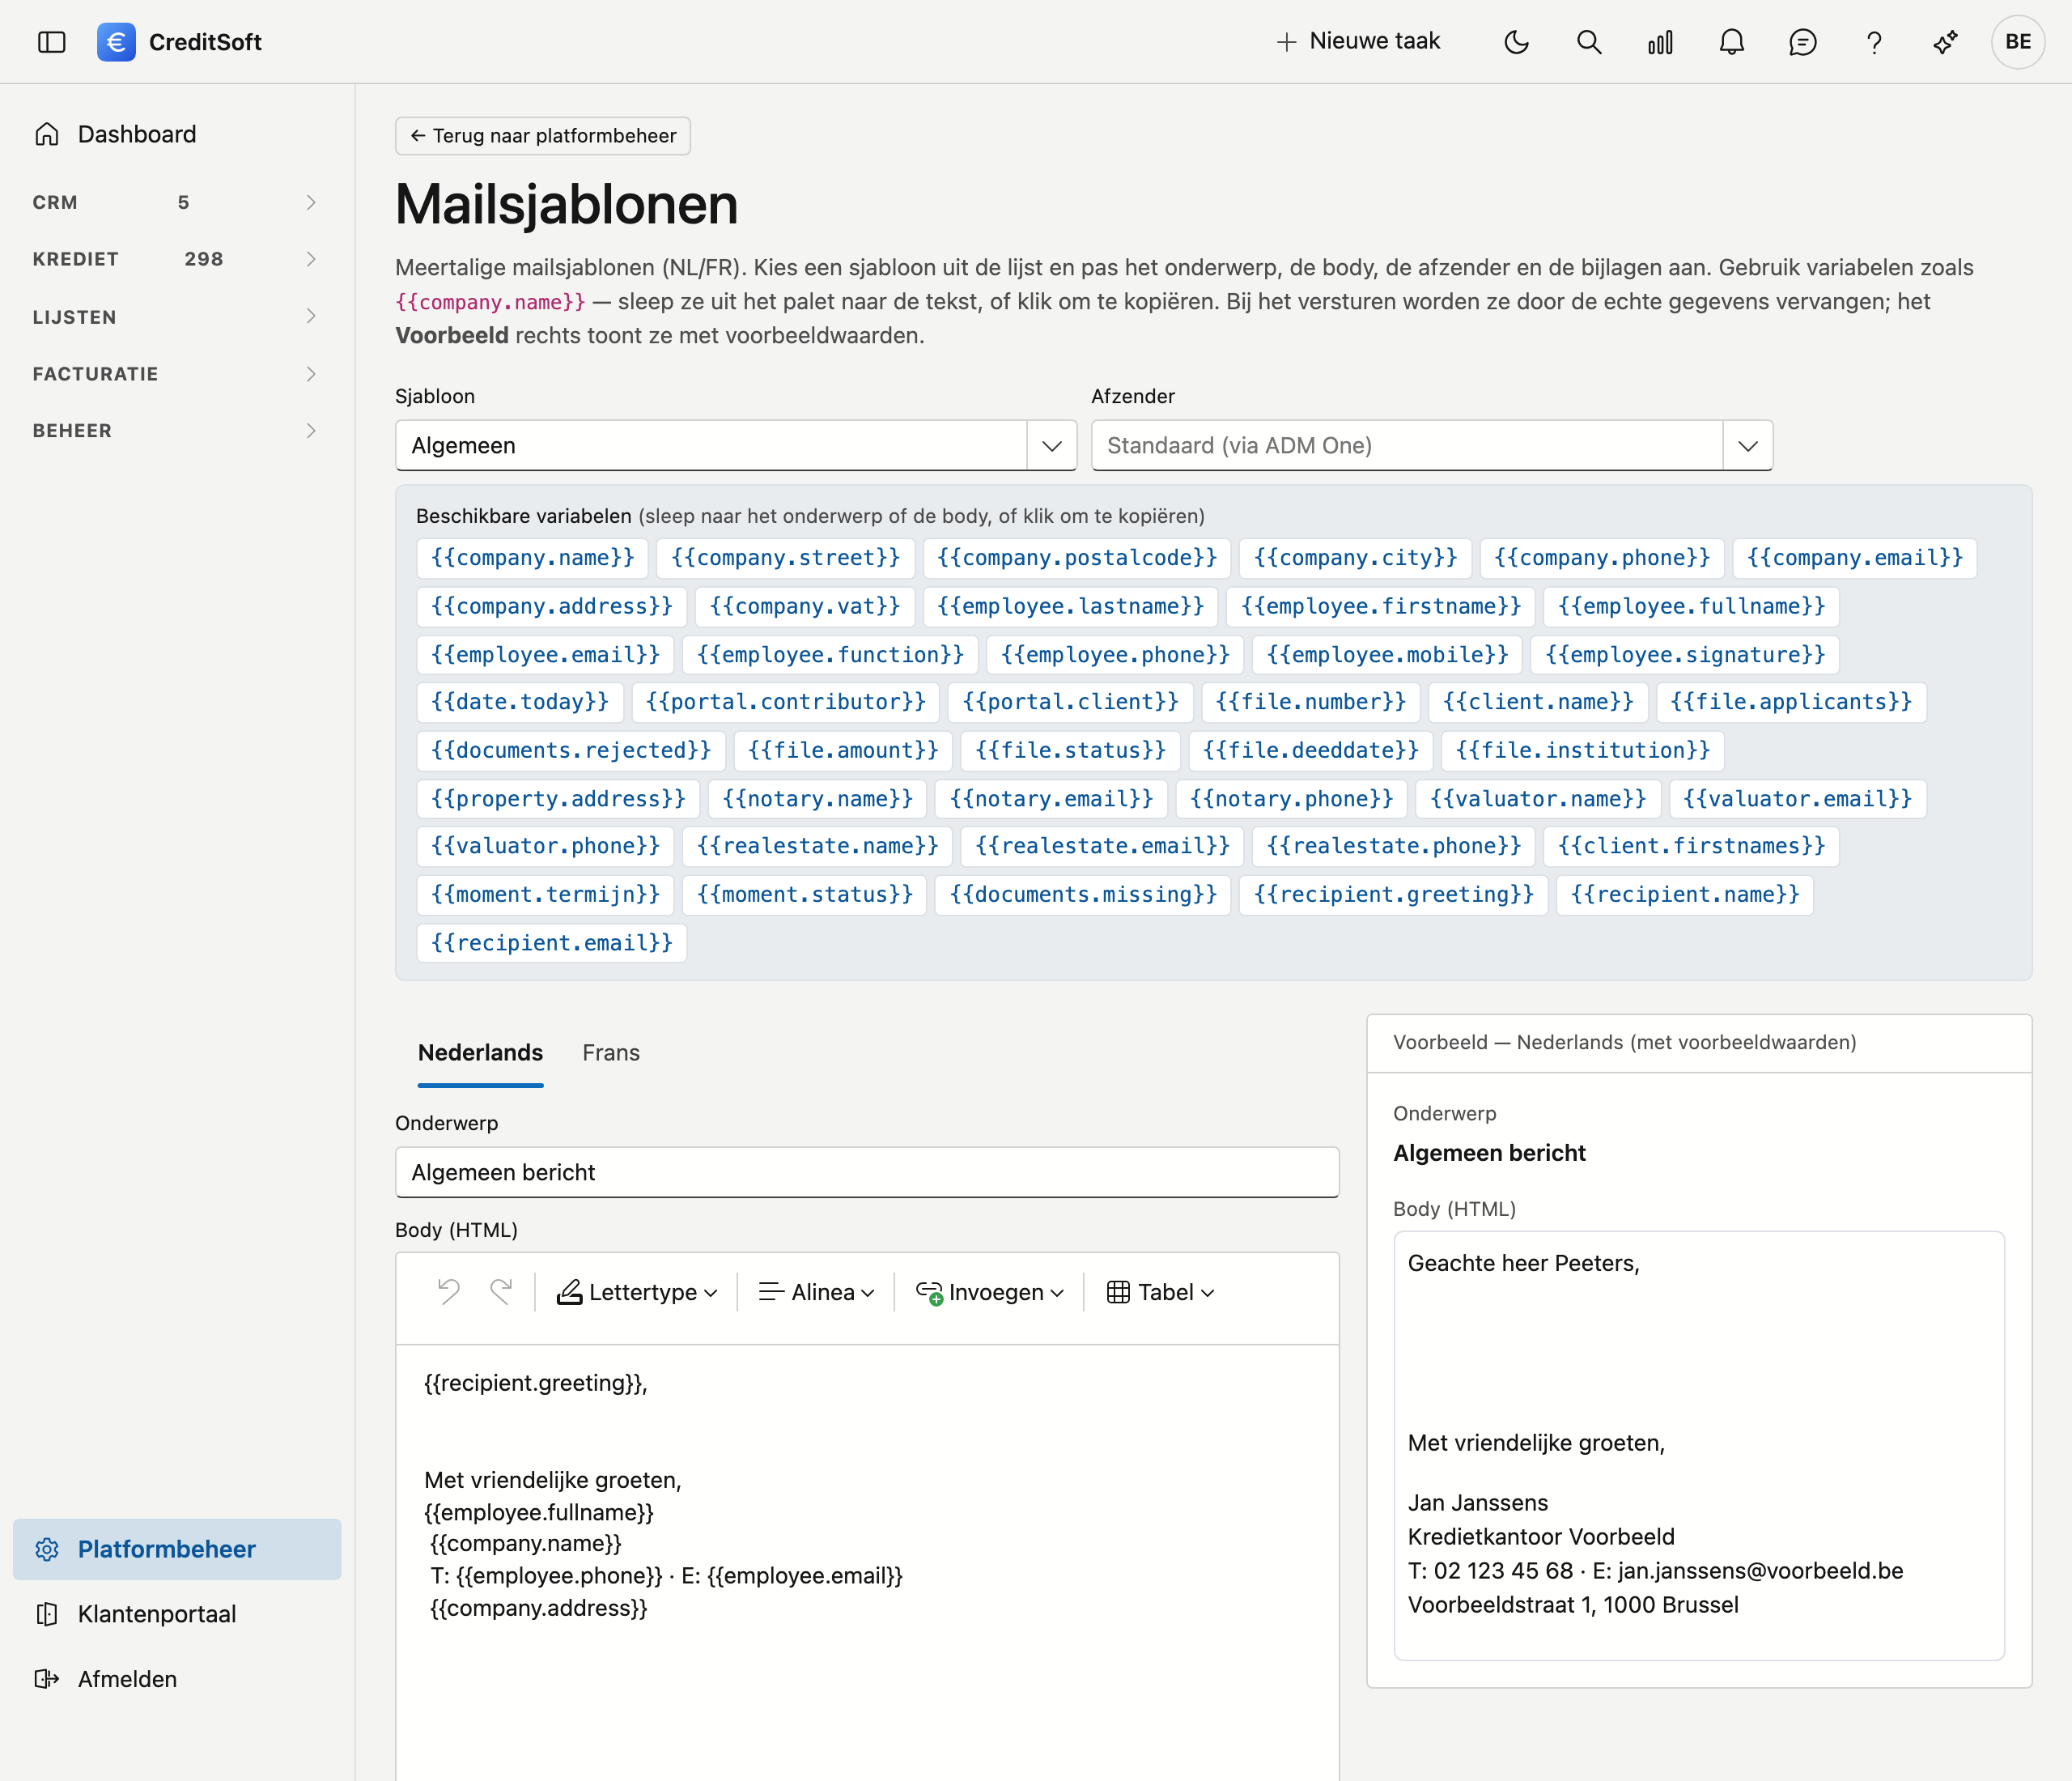 € CreditSoft
Nieuwe taak
BE
Dashboard
CRM 5
KREDIET 298
LIJSTEN
FACTURATIE
BEHEER
Platformbeheer
Klantenportaal
Afmelden
← Terug naar platformbeheer
Mailsjablonen
Meertalige mailsjablonen (NL/FR). Kies een sjabloon uit de lijst en pas het onderwerp, de body, de afzender en de bijlagen aan. Gebruik variabelen zoals
{{company.name}} — sleep ze uit het palet naar de tekst, of klik om te kopiëren. Bij het versturen worden ze door de echte gegevens vervangen; het
Voorbeeld rechts toont ze met voorbeeldwaarden.
Sjabloon
Algemeen
Afzender
Standaard (via ADM One)
Beschikbare variabelen (sleep naar het onderwerp of de body, of klik om te kopiëren)
{{company.name}} {{company.street}} {{company.postalcode}} {{company.city}} {{company.phone}} {{company.email}}
{{company.address}} {{company.vat}} {{employee.lastname}} {{employee.firstname}} {{employee.fullname}}
{{employee.email}} {{employee.function}} {{employee.phone}} {{employee.mobile}} {{employee.signature}}
{{date.today}} {{portal.contributor}} {{portal.client}} {{file.number}} {{client.name}} {{file.applicants}}
{{documents.rejected}} {{file.amount}} {{file.status}} {{file.deeddate}} {{file.institution}}
{{property.address}} {{notary.name}} {{notary.email}} {{notary.phone}} {{valuator.name}} {{valuator.email}}
{{valuator.phone}} {{realestate.name}} {{realestate.email}} {{realestate.phone}} {{client.firstnames}}
{{moment.termijn}} {{moment.status}} {{documents.missing}} {{recipient.greeting}} {{recipient.name}}
{{recipient.email}}
Nederlands Frans
Onderwerp
Algemeen bericht
Body (HTML)
Lettertype Alinea Invoegen Tabel
{{recipient.greeting}},
Met vriendelijke groeten,
{{employee.fullname}}
{{company.name}}
T: {{employee.phone}} · E: {{employee.email}}
{{company.address}}
Voorbeeld — Nederlands (met voorbeeldwaarden)
Onderwerp
Algemeen bericht
Body (HTML)
Geachte heer Peeters,
Met vriendelijke groeten,
Jan Janssens
Kredietkantoor Voorbeeld
T: 02 123 45 68 · E: jan.janssens@voorbeeld.be
Voorbeeldstraat 1, 1000 Brussel